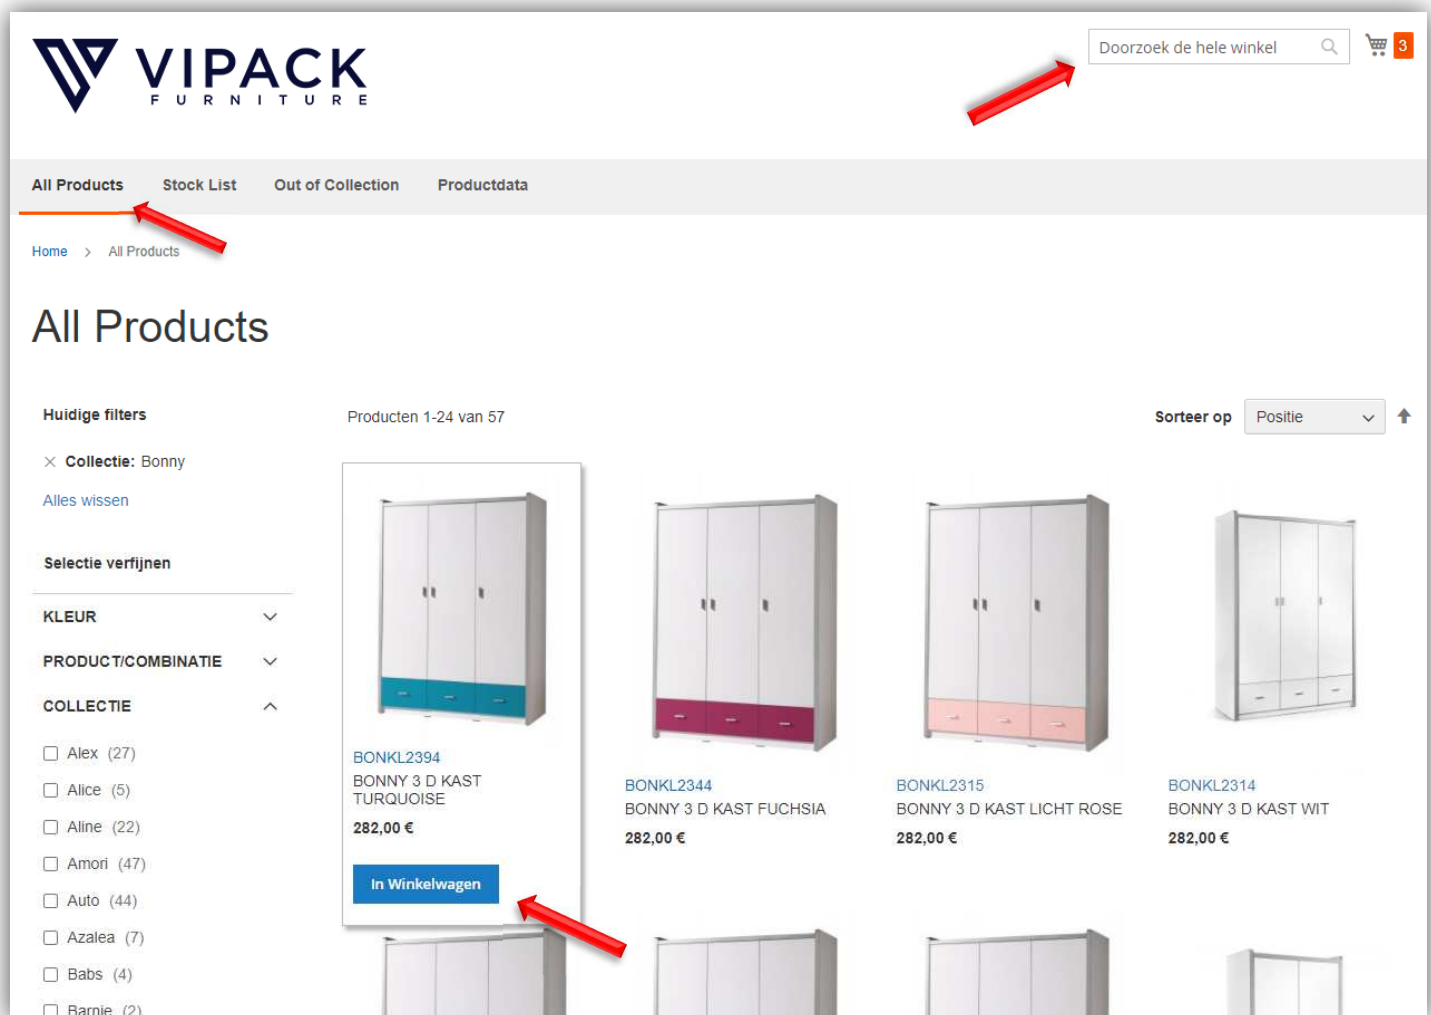 VIPACK
FURNITURE
Doorzoek de hele winkel
3
All Products Stock List Out of Collection Productdata
Home > All Products
All Products
Huidige filters
Producten 1-24 van 57
Sorteer op Positie
Collectie: Bonny
Alles wissen
Selectie verfijnen
KLEUR
PRODUCT/COMBINATIE
COLLECTIE
Alex (27)
Alice (5)
Aline (22)
Amori (47)
Auto (44)
Azalea (7)
Babs (4)
Barnie (2)
BONKL2394
BONNY 3 D KAST
TURQUOISE
282,00 €
In Winkelwagen
BONKL2344
BONNY 3 D KAST FUCHSIA
282,00 €
BONKL2315
BONNY 3 D KAST LICHT ROSE
282,00 €
BONKL2314
BONNY 3 D KAST WIT
282,00 €